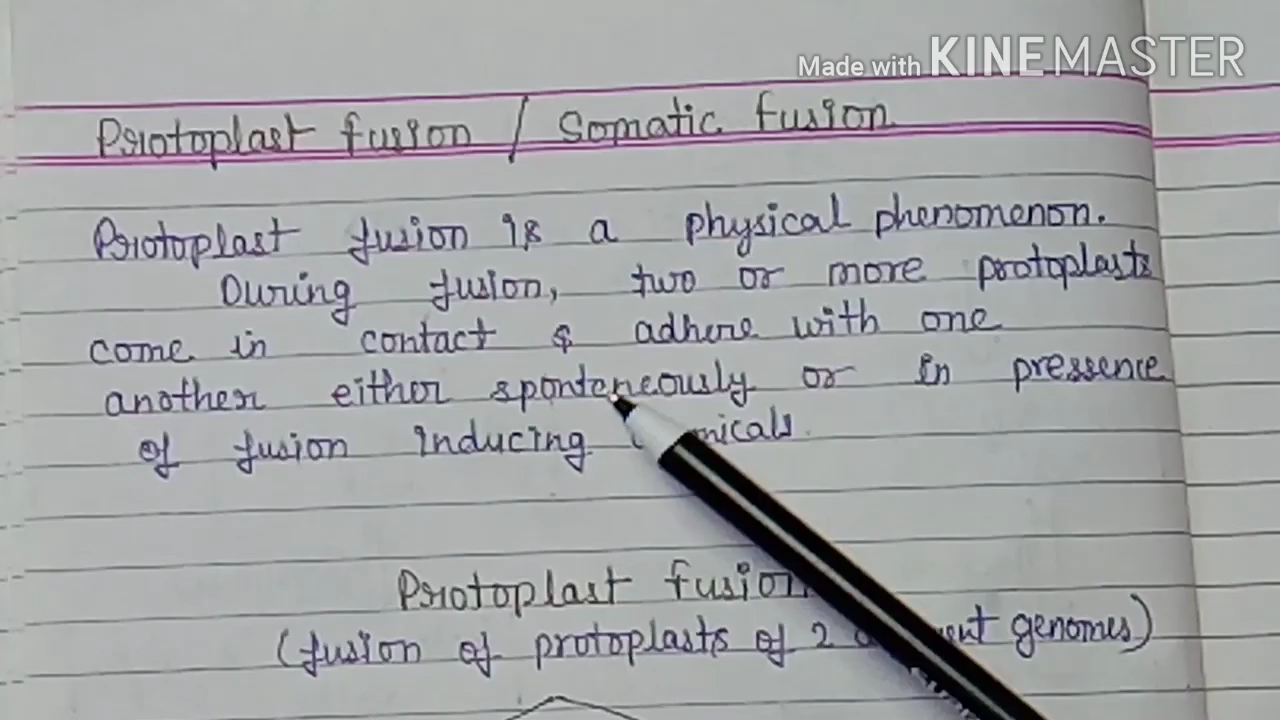 Made with KINEMASTER
Protoplast fusion / Somatic fusion
Protoplast fusion is a physical phenomenon.
During fusion, two or more protoplasts
come in contact & adhere with one
another either sponteneously or in pressence
of fusion inducing
Protoplast fusion
(fusion of protoplasts of 2 genomes)